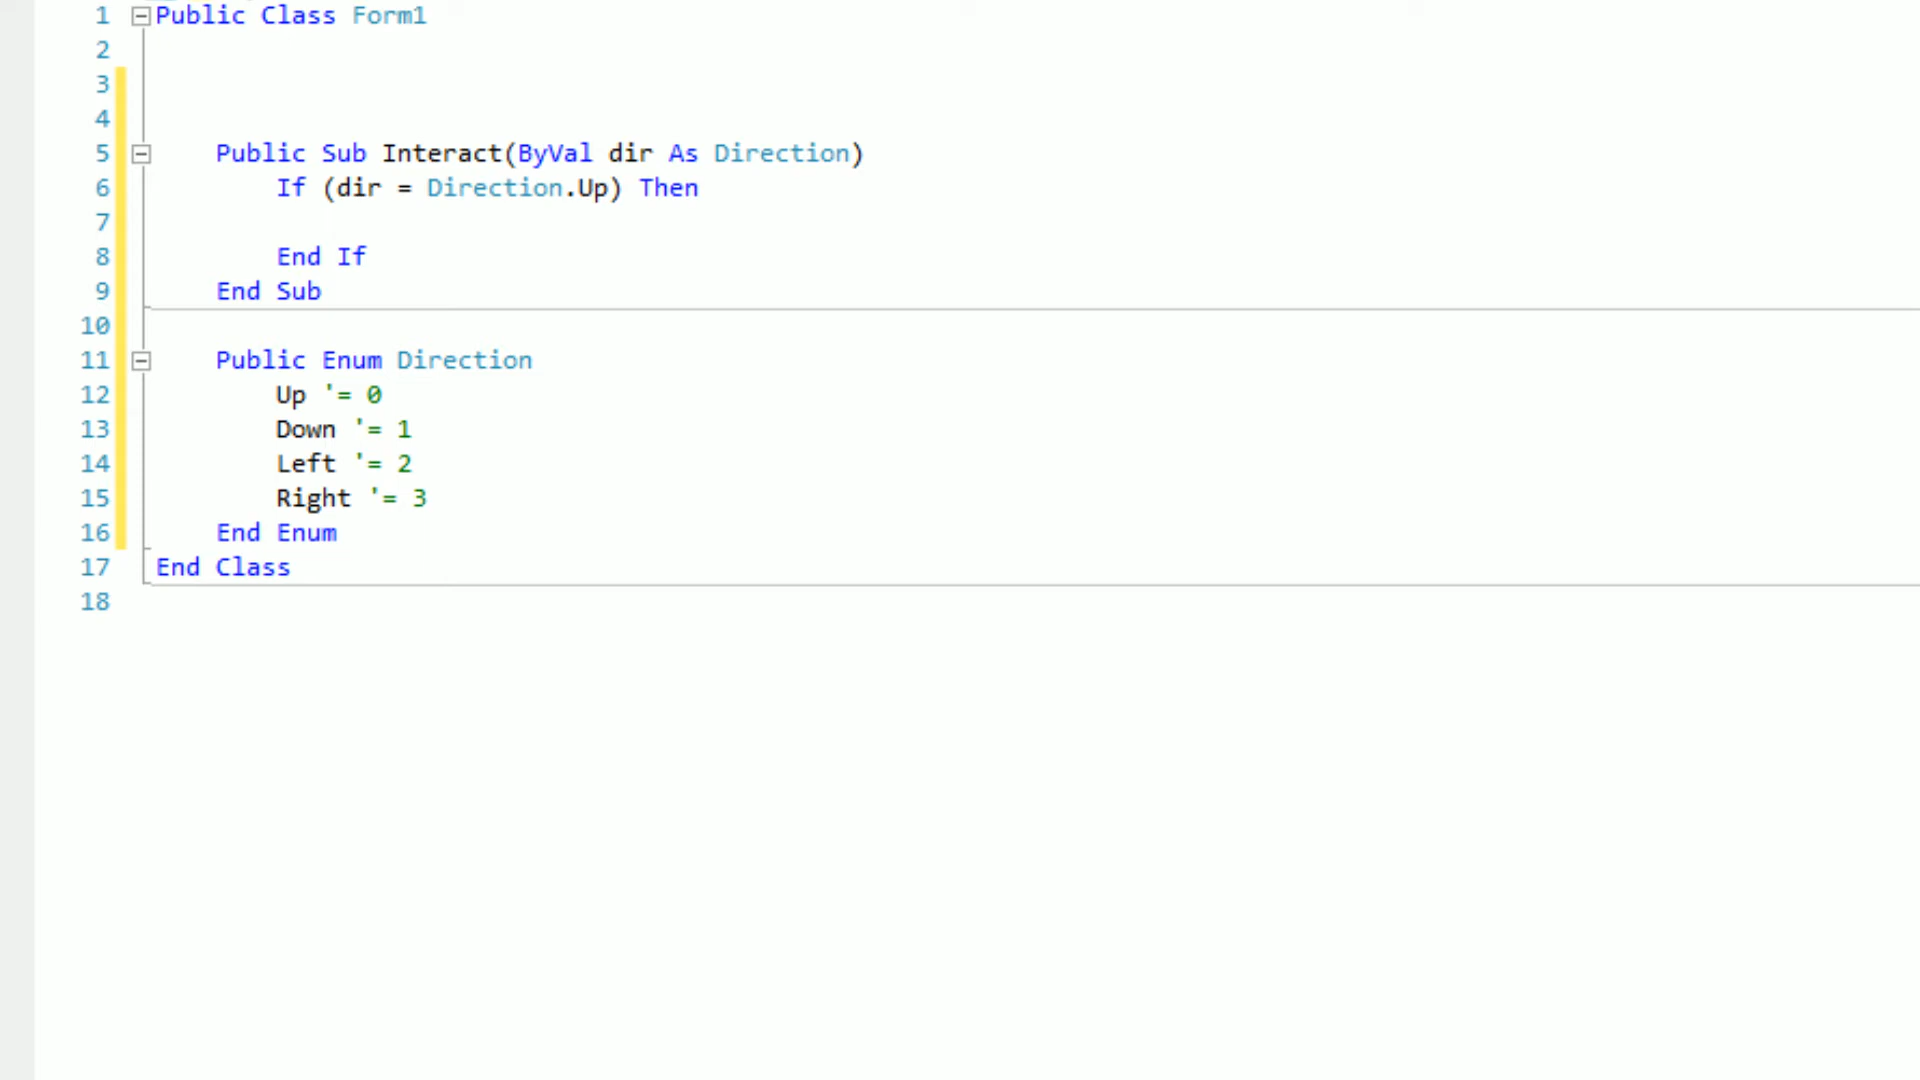 1 Public Class Form1
2
3
4
5 Public Sub Interact(ByVal dir As Direction)
6 If (dir = Direction.Up) Then
7
8 End If
9 End Sub
10
11 Public Enum Direction
12 Up '= 0
13 Down '= 1
14 Left '= 2
15 Right '= 3
16 End Enum
17 End Class
18